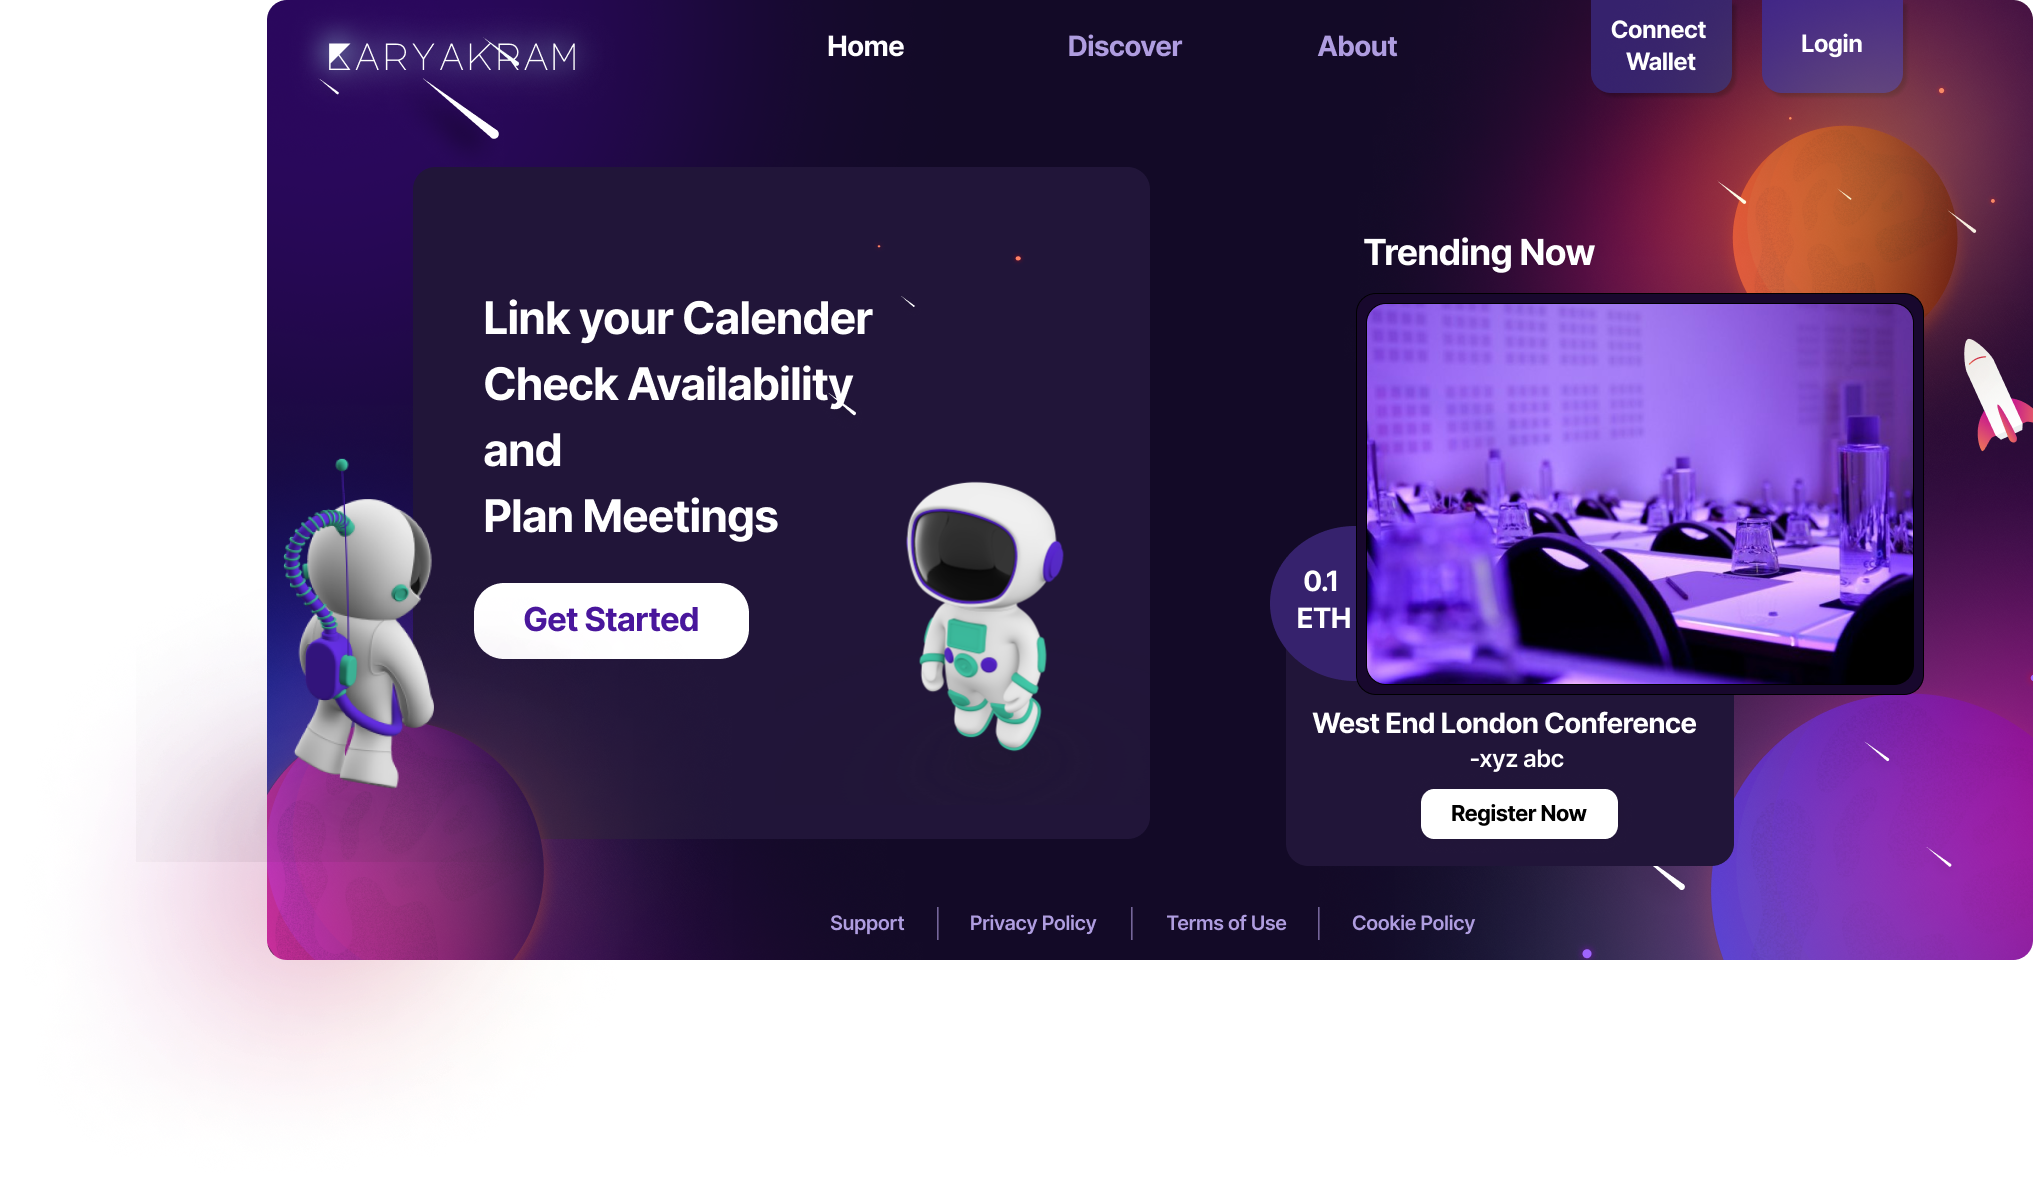 KARYAKRAM
Home
Discover
About
Connect
Wallet
Login
Link your Calender
Check Availability
and
Plan Meetings
Get Started
Trending Now
0.1
ETH
West End London Conference
-xyz abc
Register Now
Support
Privacy Policy
Terms of Use
Cookie Policy